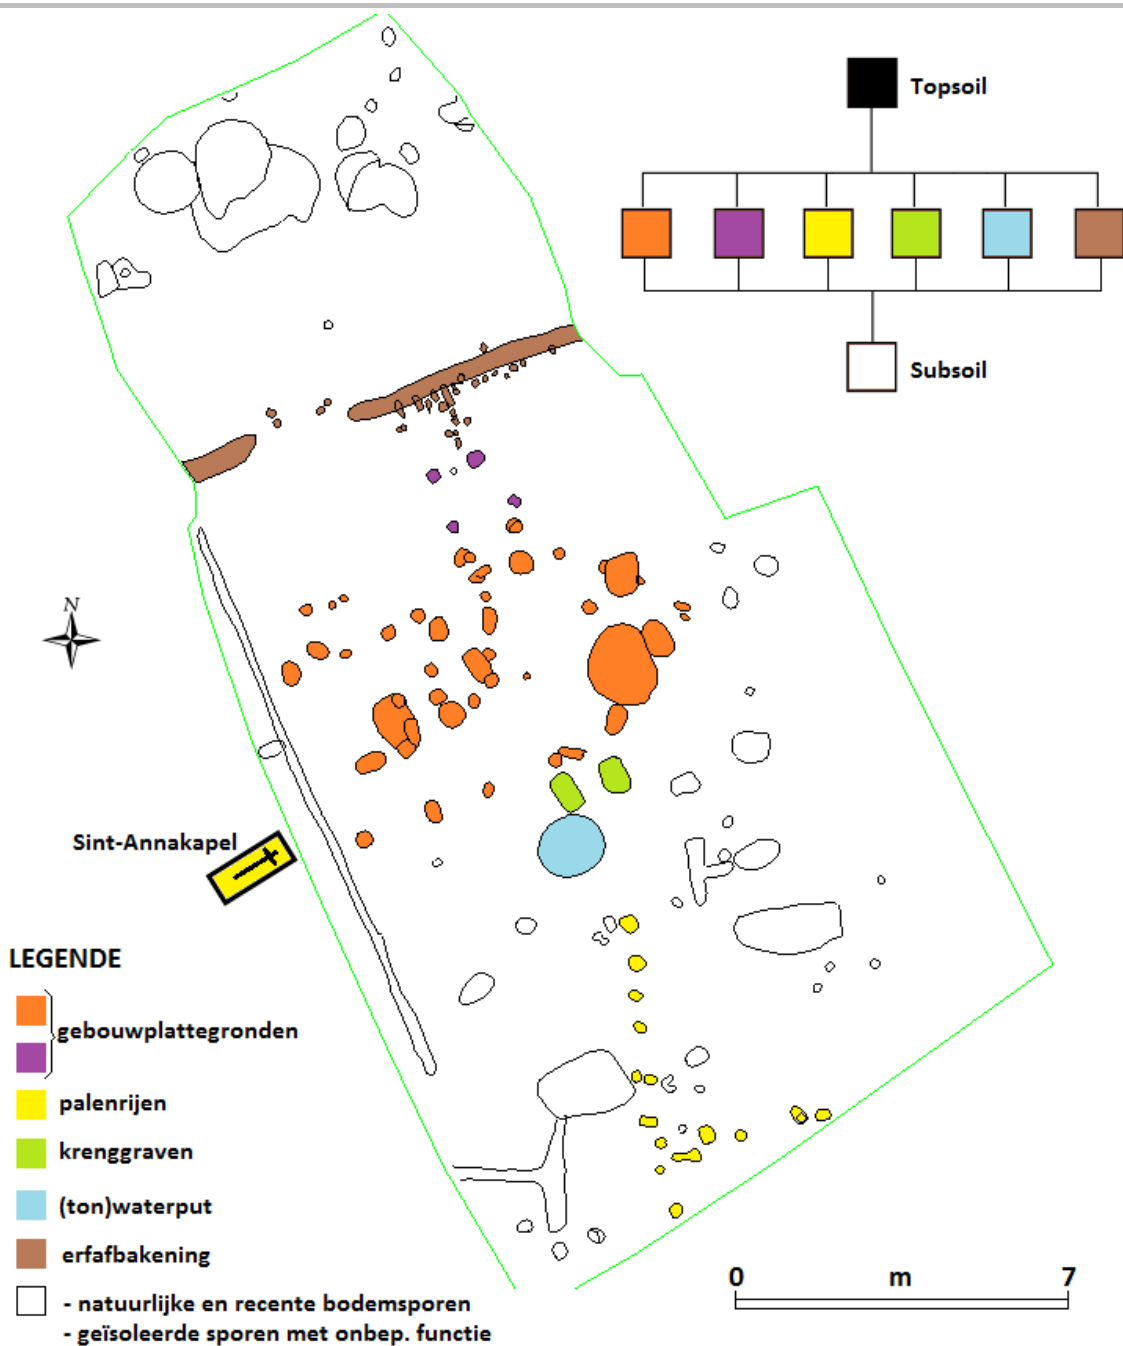 Topsoil
Subsoil
N
Sint-Annakapel
LEGENDE
gebouwplattegronden
palenrijen
krenggraven
(ton)waterput
erfafbakening
- natuurlijke en recente bodemsporen
- geïsoleerde sporen met onbep. functie
0 m 7